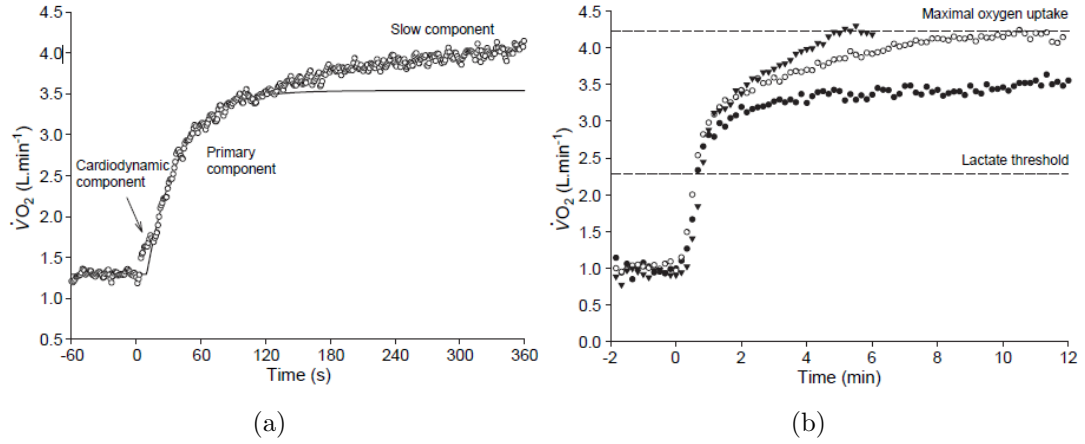 Slow component
Cardiodynamic
component
Primary
component
V̇O₂ (L.min⁻¹)
4.5
4.0
3.5
3.0
2.5
2.0
1.5
1.0
0.5
-60
0
60
120
180
240
300
360
Time (s)
(a)
Maximal oxygen uptake
Lactate threshold
V̇O₂ (L.min⁻¹)
4.5
4.0
3.5
3.0
2.5
2.0
1.5
1.0
0.5
0.0
-2
0
2
4
6
8
10
12
Time (min)
(b)